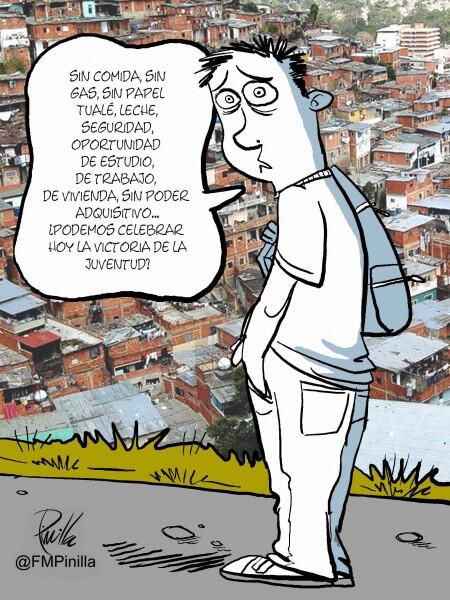 SIN COMIDA, SIN
GAS, SIN PAPEL
TUALÉ, LECHE,
SEGURIDAD,
OPORTUNIDAD
DE ESTUDIO,
DE TRABAJO,
DE VIVIENDA, SIN PODER
ADQUISITIVO...
¿PODEMOS CELEBRAR
HOY LA VICTORIA DE LA
JUVENTUD?
Pinilla
@FMPinilla